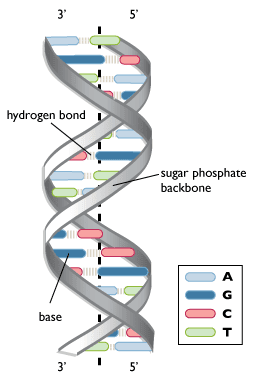 3' 5'
hydrogen bond
sugar phosphate
backbone
base
A
G
C
T
3' 5'